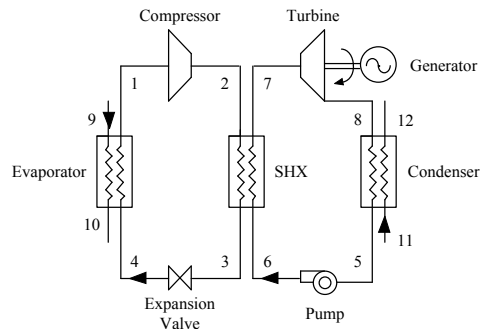 Compressor
Turbine
Generator
1
2
7
9
8
12
Evaporator
SHX
Condenser
10
11
4
3
6
5
Expansion
Valve
Pump